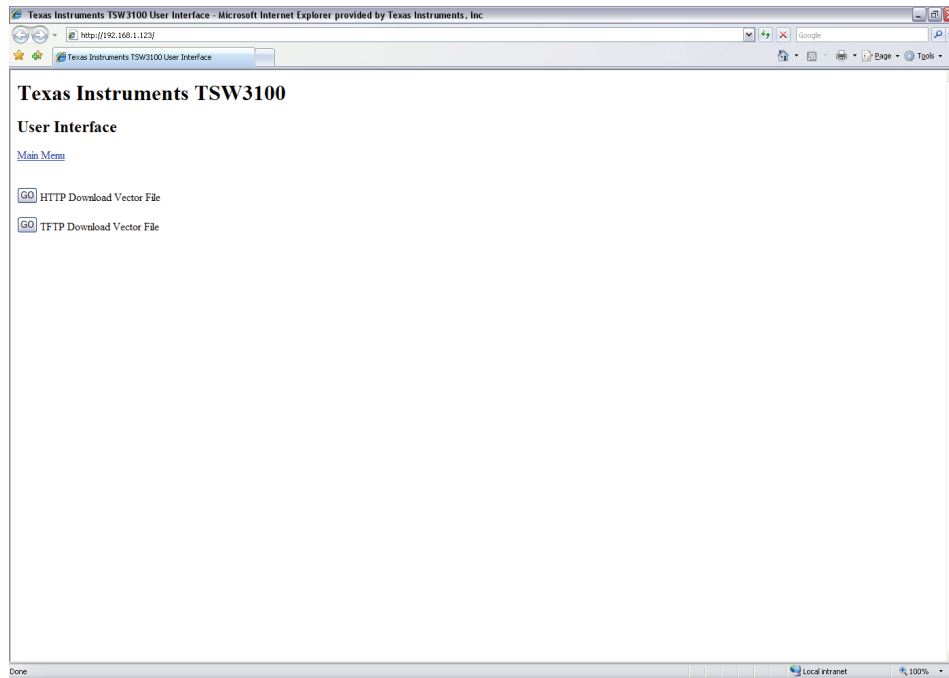 Texas Instruments TSW3100 User Interface - Microsoft Internet Explorer provided by Texas Instruments, Inc
http://192.168.1.123/
Google
Texas Instruments TSW3100 User Interface
Page
Tools
Texas Instruments TSW3100
User Interface
Main Menu
GO HTTP Download Vector File
GO TFTP Download Vector File
Done
Local intranet
100%